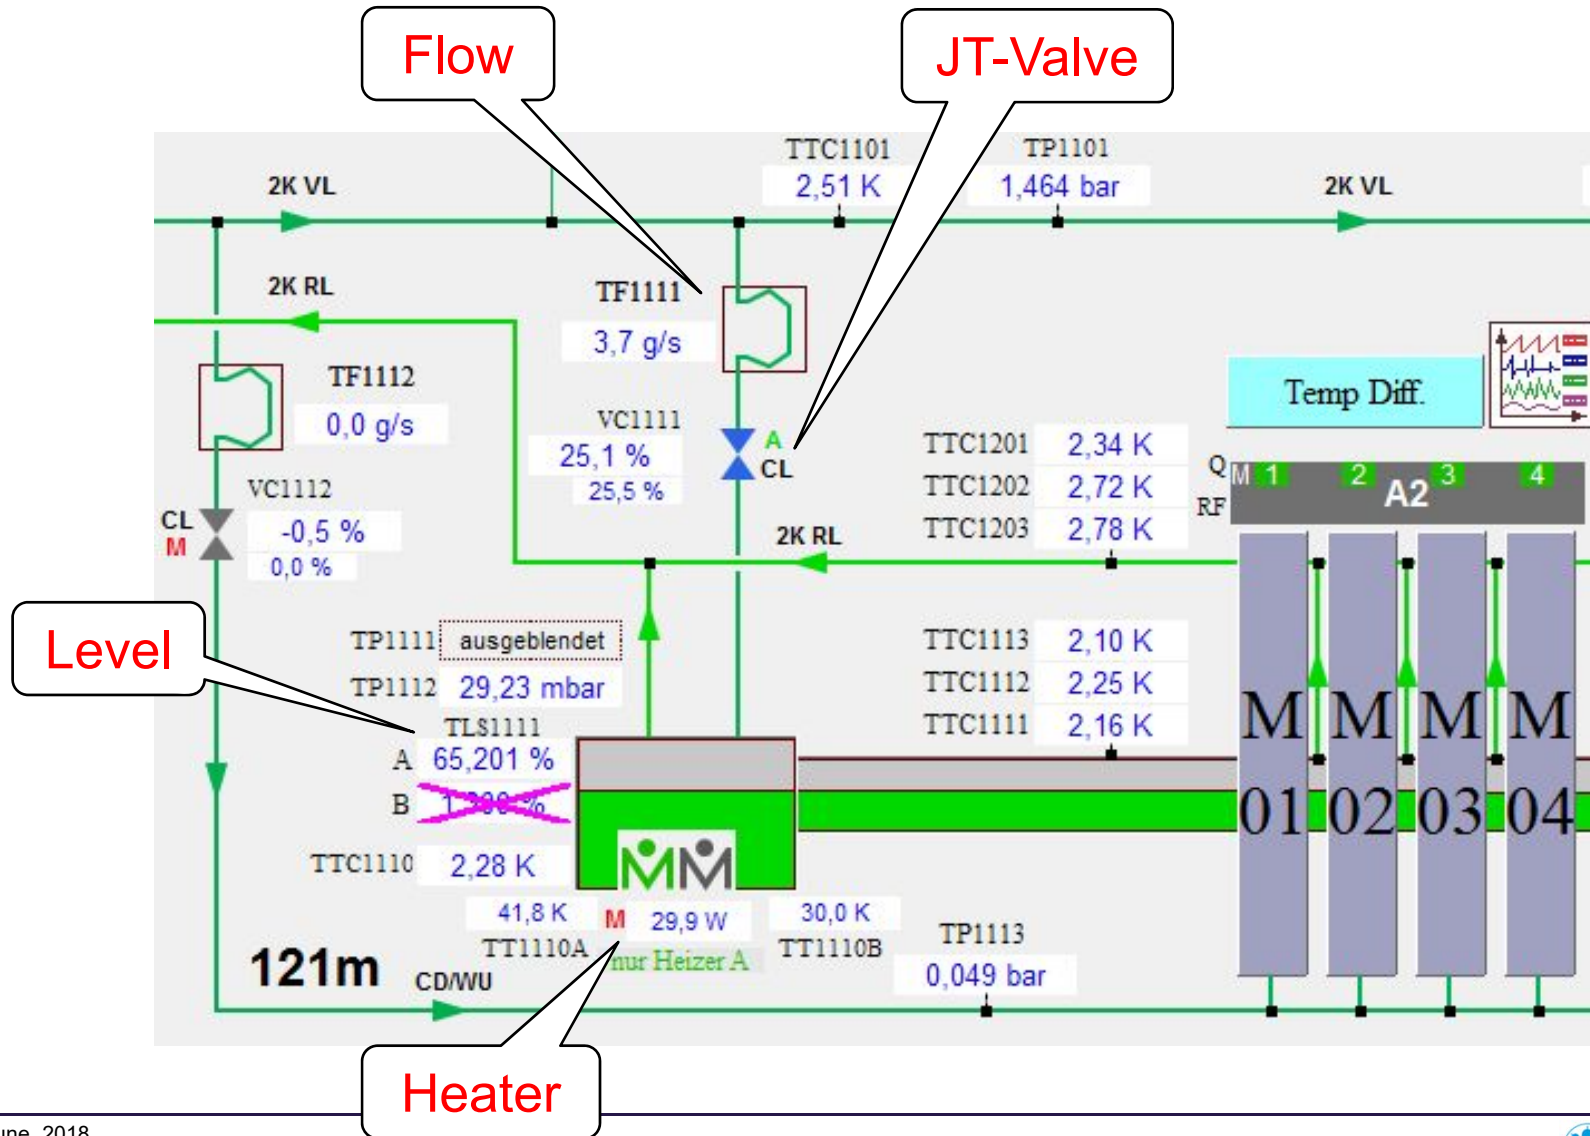 Flow
JT-Valve
TTC1101
2,51 K
TP1101
1,464 bar
2K VL
2K VL
2K RL
TF1111
3,7 g/s
TF1112
0,0 g/s
Temp Diff.
VC1111
25,1 %
25,5 %
A
CL
TTC1201 2,34 K
TTC1202 2,72 K
TTC1203 2,78 K
Q
RF
M 1 2 3 4
A2
VC1112
CL
M
-0,5 %
0,0 %
2K RL
Level
TP1111 ausgeblendet
TP1112 29,23 mbar
TLS1111
A 65,201 %
B
TTC1113 2,10 K
TTC1112 2,25 K
TTC1111 2,16 K
M M M M
01 02 03 04
TTC1110 2,28 K
41,8 K
TT1110A
M 29,9 W
nur Heizer A
30,0 K
TT1110B
TP1113
0,049 bar
121m
CD/WU
Heater
2018